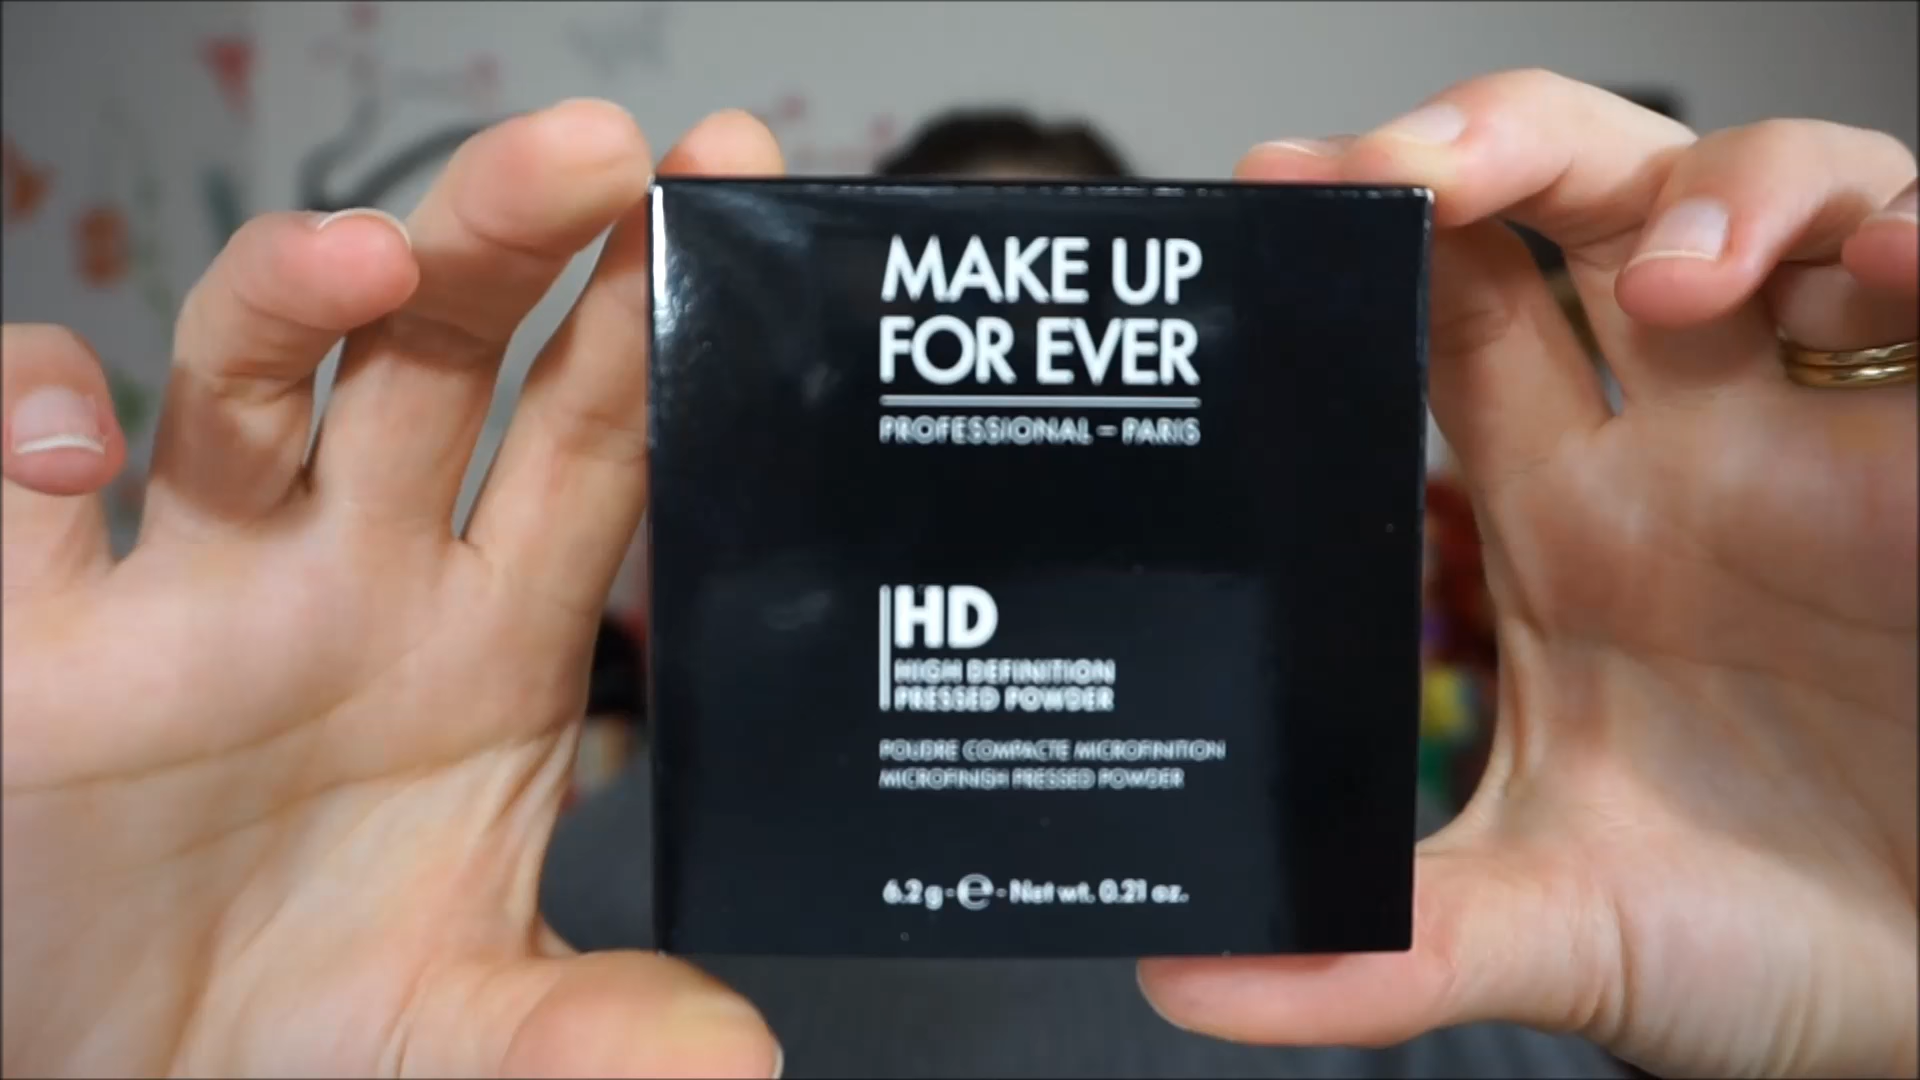 MAKE UP
FOR EVER
PROFESSIONAL – PARIS
HD
HIGH DEFINITION
PRESSED POWDER
POUDRE COMPACTE MICROFINITION
MICROFINISH PRESSED POWDER
6.2 g - ℮ - Net wt. 0.21 oz.